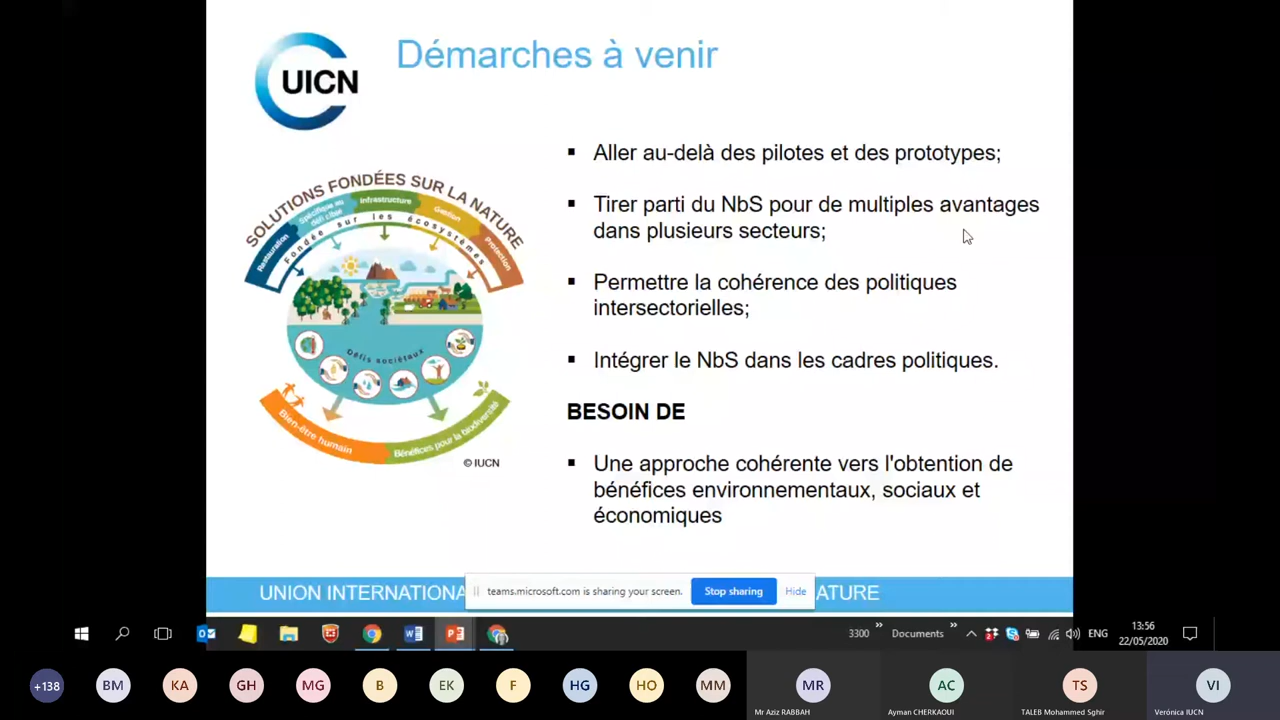 UICN
Démarches à venir
SOLUTIONS FONDÉES SUR LA NATURE
Restauration
Spécifique au
défi ciblé
Infrastructure
Gestion
Protection
Fondée sur les écosystèmes
Défis sociétaux
Bien-être humain
Bénéfices pour la biodiversité
© IUCN
▪ Aller au-delà des pilotes et des prototypes;
▪ Tirer parti du NbS pour de multiples avantages
dans plusieurs secteurs;
▪ Permettre la cohérence des politiques
intersectorielles;
▪ Intégrer le NbS dans les cadres politiques.
BESOIN DE
▪ Une approche cohérente vers l'obtention de
bénéfices environnementaux, sociaux et
économiques
UNION INTERNATIONA
ATURE
teams.microsoft.com is sharing your screen.
Stop sharing
Hide
3300 »
Documents »
ENG
13:56
22/05/2020
+138
BM
KA
GH
MG
B
EK
F
HG
HO
MM
MR
Mr Aziz RABBAH
AC
Ayman CHERKAOUI
TS
TALEB Mohammed Sghir
VI
Verónica IUCN